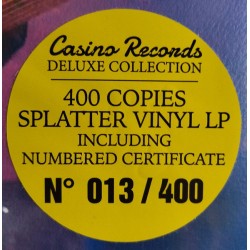 Casino Records
DELUXE COLLECTION
400 COPIES
SPLATTER VINYL LP
INCLUDING
NUMBERED CERTIFICATE
N° 013 / 400